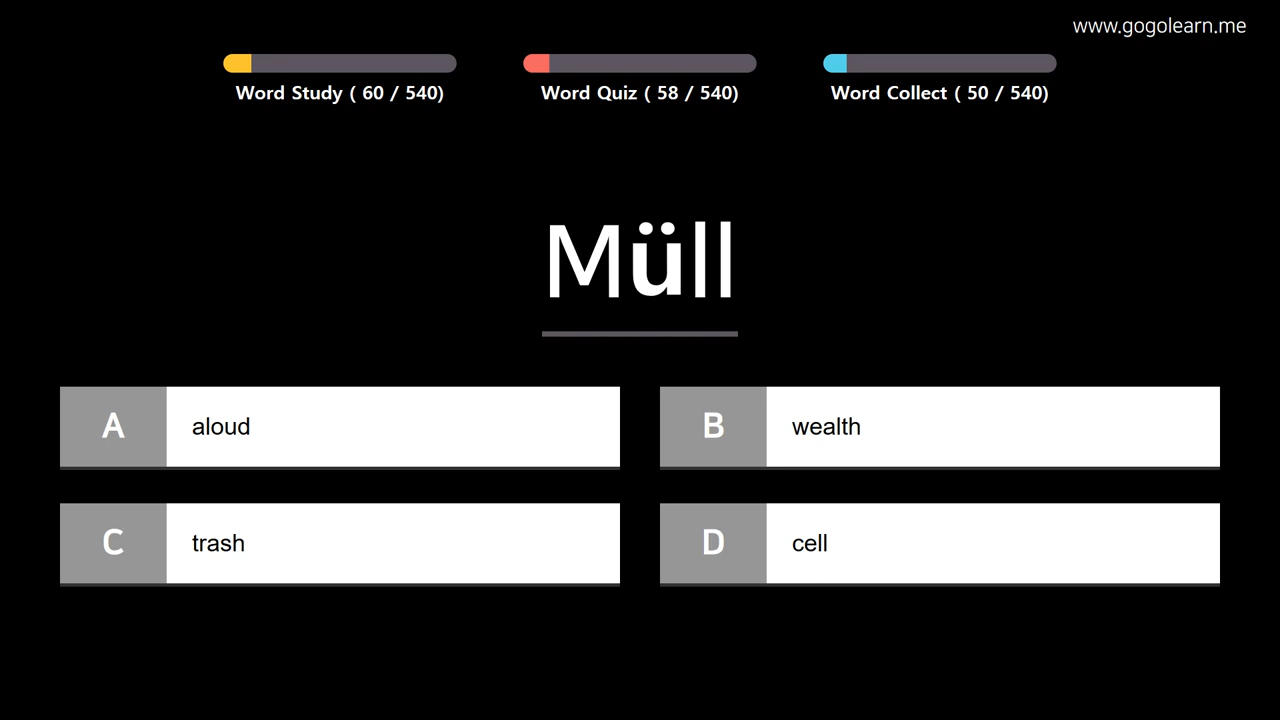 www.gogolearn.me
Word Study ( 60 / 540)
Word Quiz ( 58 / 540)
Word Collect ( 50 / 540)
Müll
A aloud
B wealth
C trash
D cell